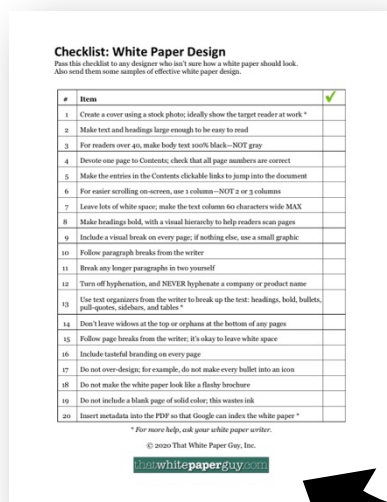 Checklist: White Paper Design
Pass this checklist to any designer who isn't sure how a white paper should look.
Also send them some samples of effective white paper design.
# Item
1 Create a cover using a stock photo; ideally show the target reader at work *
2 Make text and headings large enough to be easy to read
3 For readers over 40, make body text 100% black—NOT gray
4 Devote one page to Contents; check that all page numbers are correct
5 Make the entries in the Contents clickable links to jump into the document
6 For easier scrolling on-screen, use 1 column—NOT 2 or 3 columns
7 Leave lots of white space; make the text column 60 characters wide MAX
8 Make headings bold, with a visual hierarchy to help readers scan pages
9 Include a visual break on every page; if nothing else, use a small graphic
10 Follow paragraph breaks from the writer
11 Break any longer paragraphs in two yourself
12 Turn off hyphenation, and NEVER hyphenate a company or product name
13 Use text organizers from the writer to break up the text: headings, bold, bullets,
pull-quotes, sidebars, and tables *
14 Don't leave widows at the top or orphans at the bottom of any pages
15 Follow page breaks from the writer; it's okay to leave white space
16 Include tasteful branding on every page
17 Do not over-design; for example, do not make every bullet into an icon
18 Do not make the white paper look like a flashy brochure
19 Do not include a blank page of solid color; this wastes ink
20 Insert metadata into the PDF so that Google can index the white paper *
* For more help, ask your white paper writer.
© 2020 That White Paper Guy, Inc.
thatwhitepaperguy.com